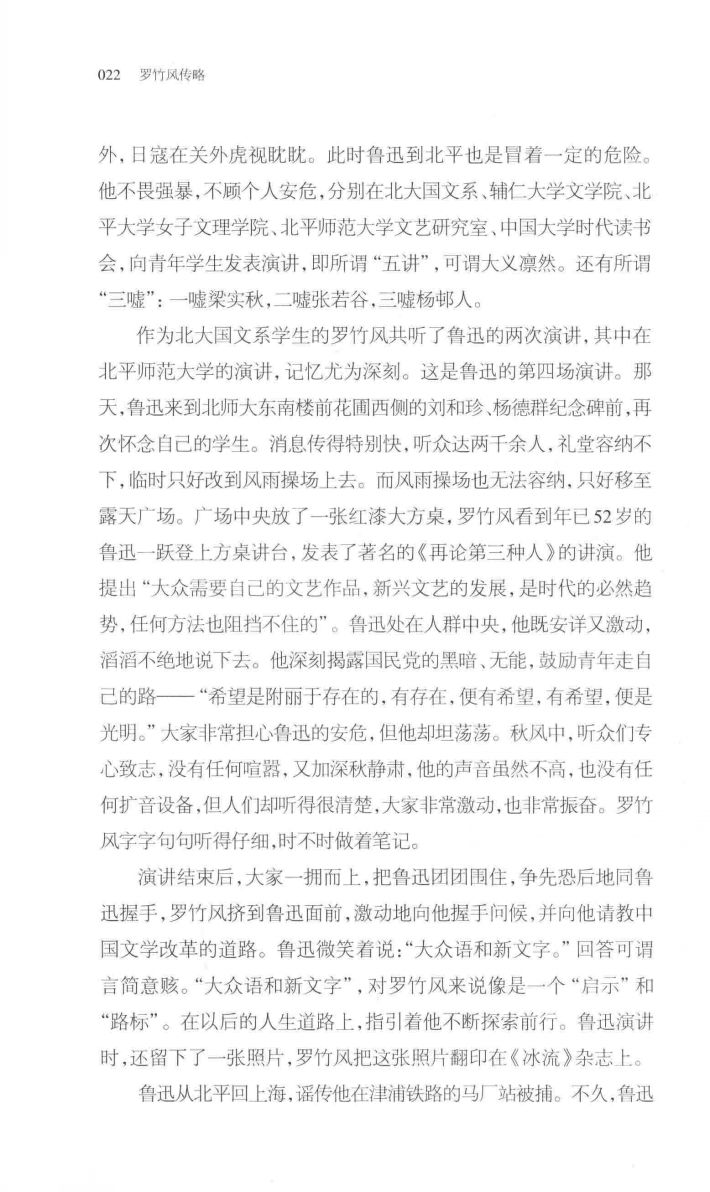 022 罗竹风传略
外，日寇在关外虎视眈眈。此时鲁迅到北平也是冒着一定的危险。
他不畏强暴，不顾个人安危，分别在北大国文系、辅仁大学文学院、北
平大学女子文理学院、北平师范大学文艺研究室、中国大学时代读书
会，向青年学生发表演讲，即所谓“五讲”，可谓大义凛然。还有所谓
“三嘘”：一嘘梁实秋，二嘘张若谷，三嘘杨邨人。
作为北大国文系学生的罗竹风共听了鲁迅的两次演讲，其中在
北平师范大学的演讲，记忆尤为深刻。这是鲁迅的第四场演讲。那
天，鲁迅来到北师大东南楼前花圃西侧的刘和珍、杨德群纪念碑前，再
次怀念自己的学生。消息传得特别快，听众达两千余人，礼堂容纳不
下，临时只好改到风雨操场上去。而风雨操场也无法容纳，只好移至
露天广场。广场中央放了一张红漆大方桌，罗竹风看到年已52岁的
鲁迅一跃登上方桌讲台，发表了著名的《再论第三种人》的讲演。他
提出“大众需要自己的文艺作品，新兴文艺的发展，是时代的必然趋
势，任何方法也阻挡不住的”。鲁迅处在人群中央，他既安详又激动，
滔滔不绝地说下去。他深刻揭露国民党的黑暗、无能，鼓励青年走自
己的路——“希望是附丽于存在的，有存在，便有希望，有希望，便是
光明。”大家非常担心鲁迅的安危，但他却坦荡荡。秋风中，听众们专
心致志，没有任何喧嚣，又加深秋静肃，他的声音虽然不高，也没有任
何扩音设备，但人们却听得很清楚，大家非常激动，也非常振奋。罗竹
风字字句句听得仔细，时不时做着笔记。
演讲结束后，大家一拥而上，把鲁迅团团围住，争先恐后地同鲁
迅握手，罗竹风挤到鲁迅面前，激动地向他握手问候，并向他请教中
国文学改革的道路。鲁迅微笑着说：“大众语和新文字。”回答可谓
言简意赅。“大众语和新文字”，对罗竹风来说像是一个“启示”和
“路标”。在以后的人生道路上，指引着他不断探索前行。鲁迅演讲
时，还留下了一张照片，罗竹风把这张照片翻印在《冰流》杂志上。
鲁迅从北平回上海，谣传他在津浦铁路的马厂站被捕。不久，鲁迅